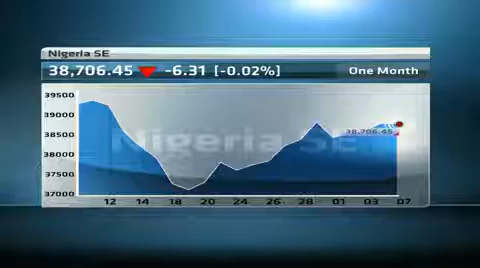 Nigeria SE
38,706.45 -6.31 [-0.02%] One Month
39500
39000
38500
38000
37500
37000
Nigeria SE
38,706.45
12 14 18 20 24 26 28 01 03 07